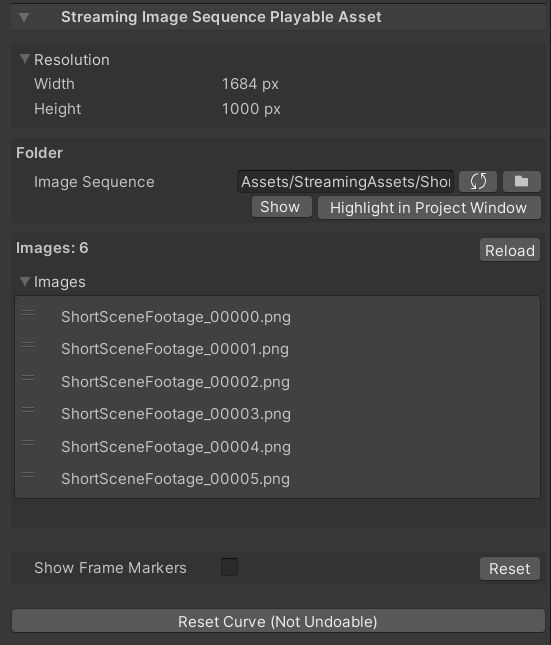 Streaming Image Sequence Playable Asset
Resolution
Width 1684 px
Height 1000 px
Folder
Image Sequence Assets/StreamingAssets/Sho
Show Highlight in Project Window
Images: 6 Reload
Images
ShortSceneFootage_00000.png
ShortSceneFootage_00001.png
ShortSceneFootage_00002.png
ShortSceneFootage_00003.png
ShortSceneFootage_00004.png
ShortSceneFootage_00005.png
Show Frame Markers Reset
Reset Curve (Not Undoable)